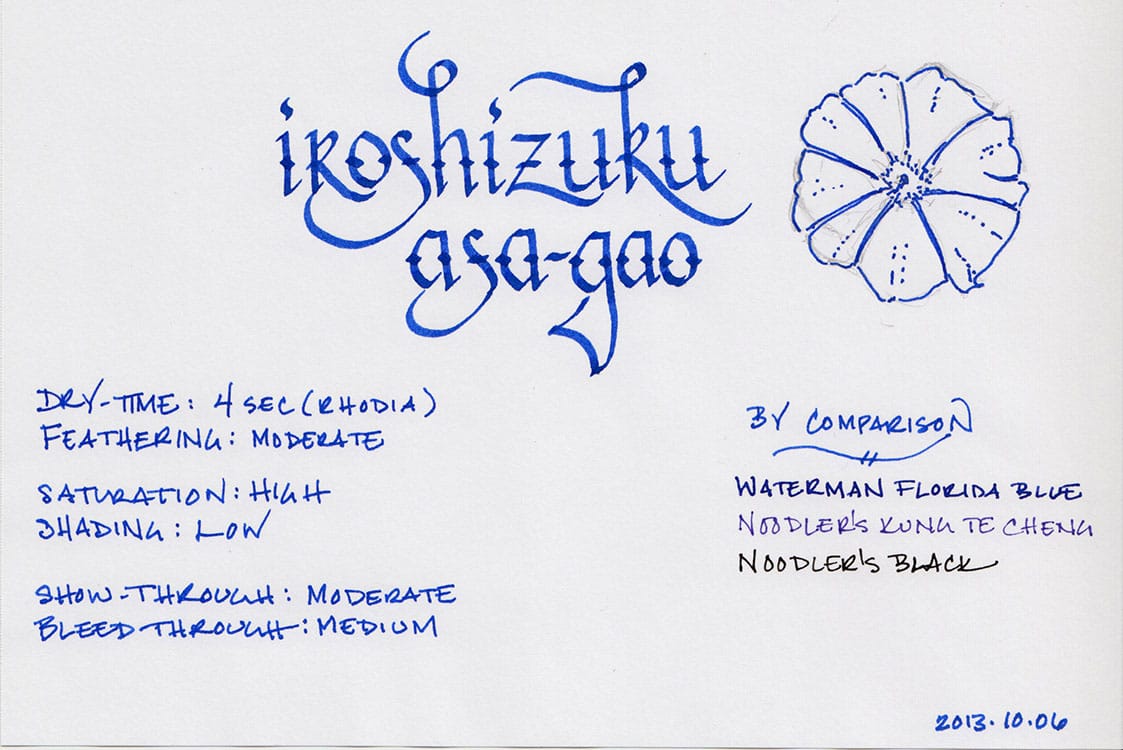 iroshizuku
asa-gao
DRY-TIME: 4 SEC (RHODIA)
FEATHERING: MODERATE
SATURATION: HIGH
SHADING: LOW
SHOW-THROUGH: MODERATE
BLEED-THROUGH: MEDIUM
BY COMPARISON
WATERMAN FLORIDA BLUE
NOODLER'S KUNG TE CHENG
NOODLER'S BLACK
2013.10.06